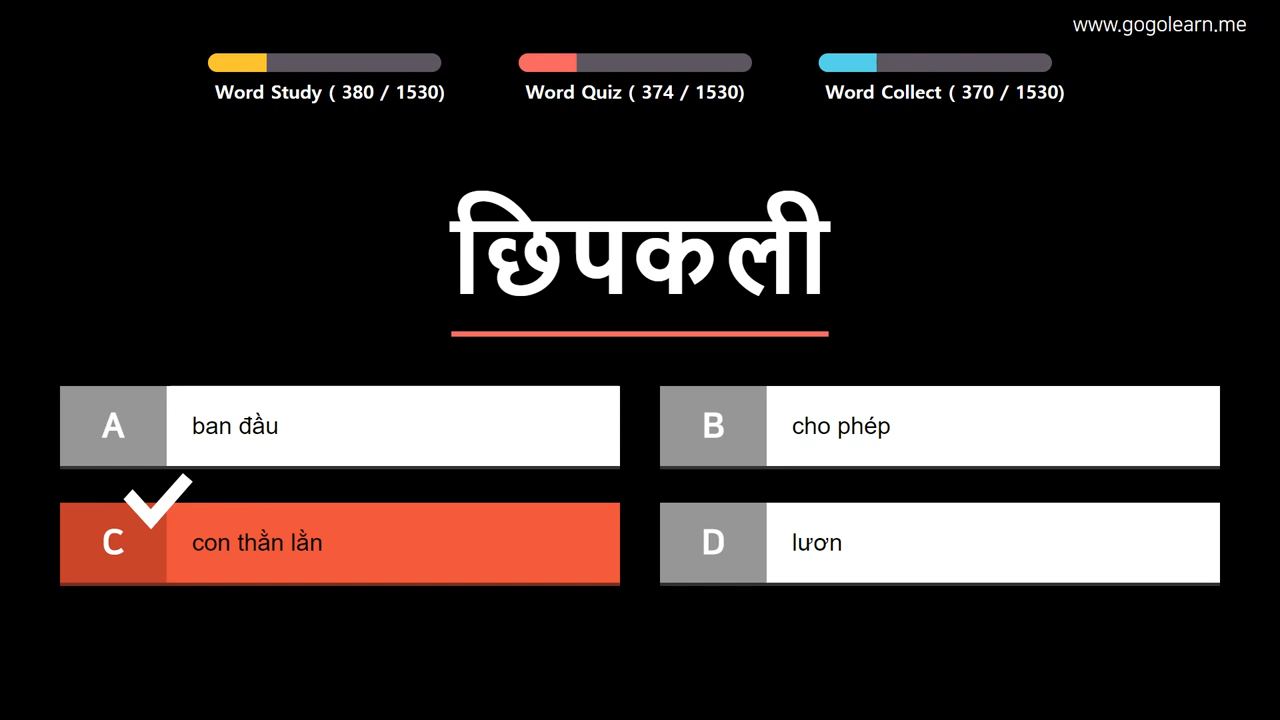 www.gogolearn.me
Word Study ( 380 / 1530)
Word Quiz ( 374 / 1530)
Word Collect ( 370 / 1530)
छिपकली
A ban đầu
B cho phép
C con thằn lằn
D lươn